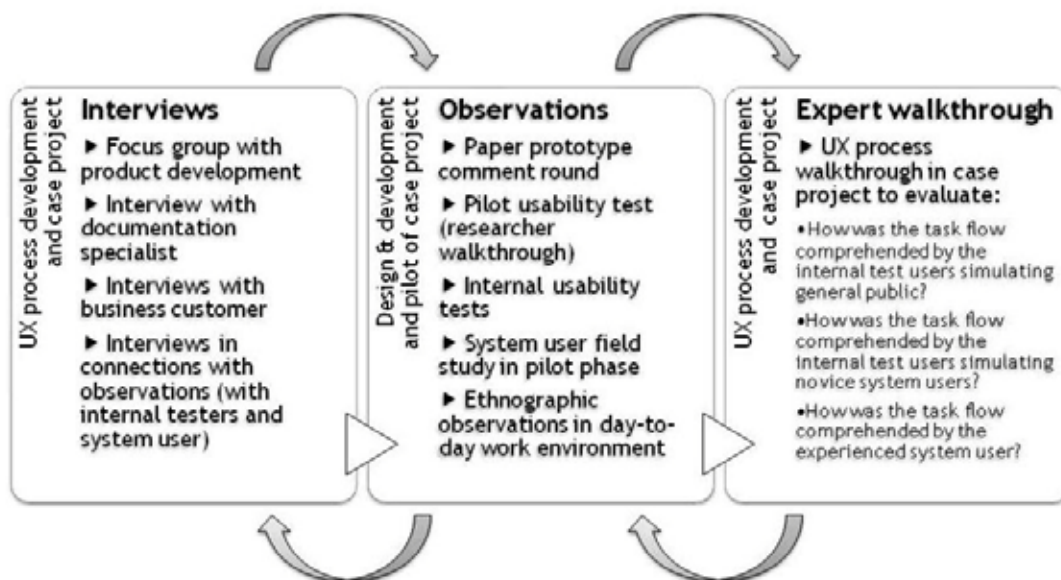 UX process development
and case project
Interviews
► Focus group with
product development
► Interview with
documentation
specialist
► Interviews with
business customer
► Interviews in
connections with
observations (with
internal testers and
system user)
Design & development
and pilot of case project
Observations
► Paper prototype
comment round
► Pilot usability test
(researcher
walkthrough)
► Internal usability
tests
► System user field
study in pilot phase
► Ethnographic
observations in day-to-
day work environment
UX process development
and case project
Expert walkthrough
► UX process
walkthrough in case
project to evaluate:
•How was the task flow
comprehended by the
internal test users simulating
general public?
•How was the task flow
comprehended by the
internal test users simulating
novice system users?
•How was the task flow
comprehended by the
experienced system user?